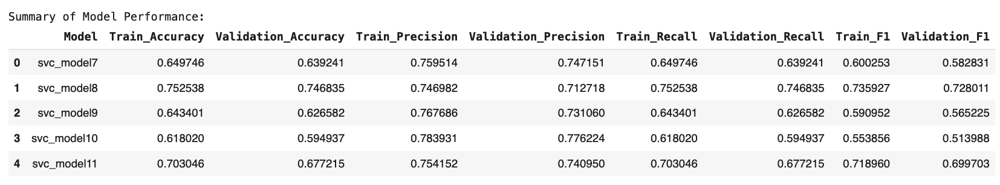 Summary of Model Performance:
Model Train_Accuracy Validation_Accuracy Train_Precision Validation_Precision Train_Recall Validation_Recall Train_F1 Validation_F1
0 svc_model7 0.649746 0.639241 0.759514 0.747151 0.649746 0.639241 0.600253 0.582831
1 svc_model8 0.752538 0.746835 0.746982 0.712718 0.752538 0.746835 0.735927 0.728011
2 svc_model9 0.643401 0.626582 0.767686 0.731060 0.643401 0.626582 0.590952 0.565225
3 svc_model10 0.618020 0.594937 0.783931 0.776224 0.618020 0.594937 0.553856 0.513988
4 svc_model11 0.703046 0.677215 0.754152 0.740950 0.703046 0.677215 0.718960 0.699703